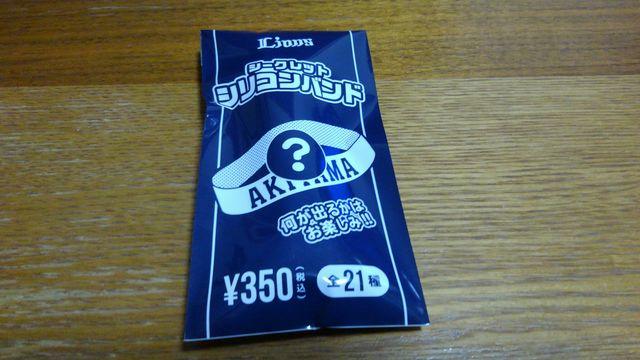 Lions
シークレット
シリコンバンド
?
AKIYAMA
何が出るかは
お楽しみ!!
¥350(税込)
全21種